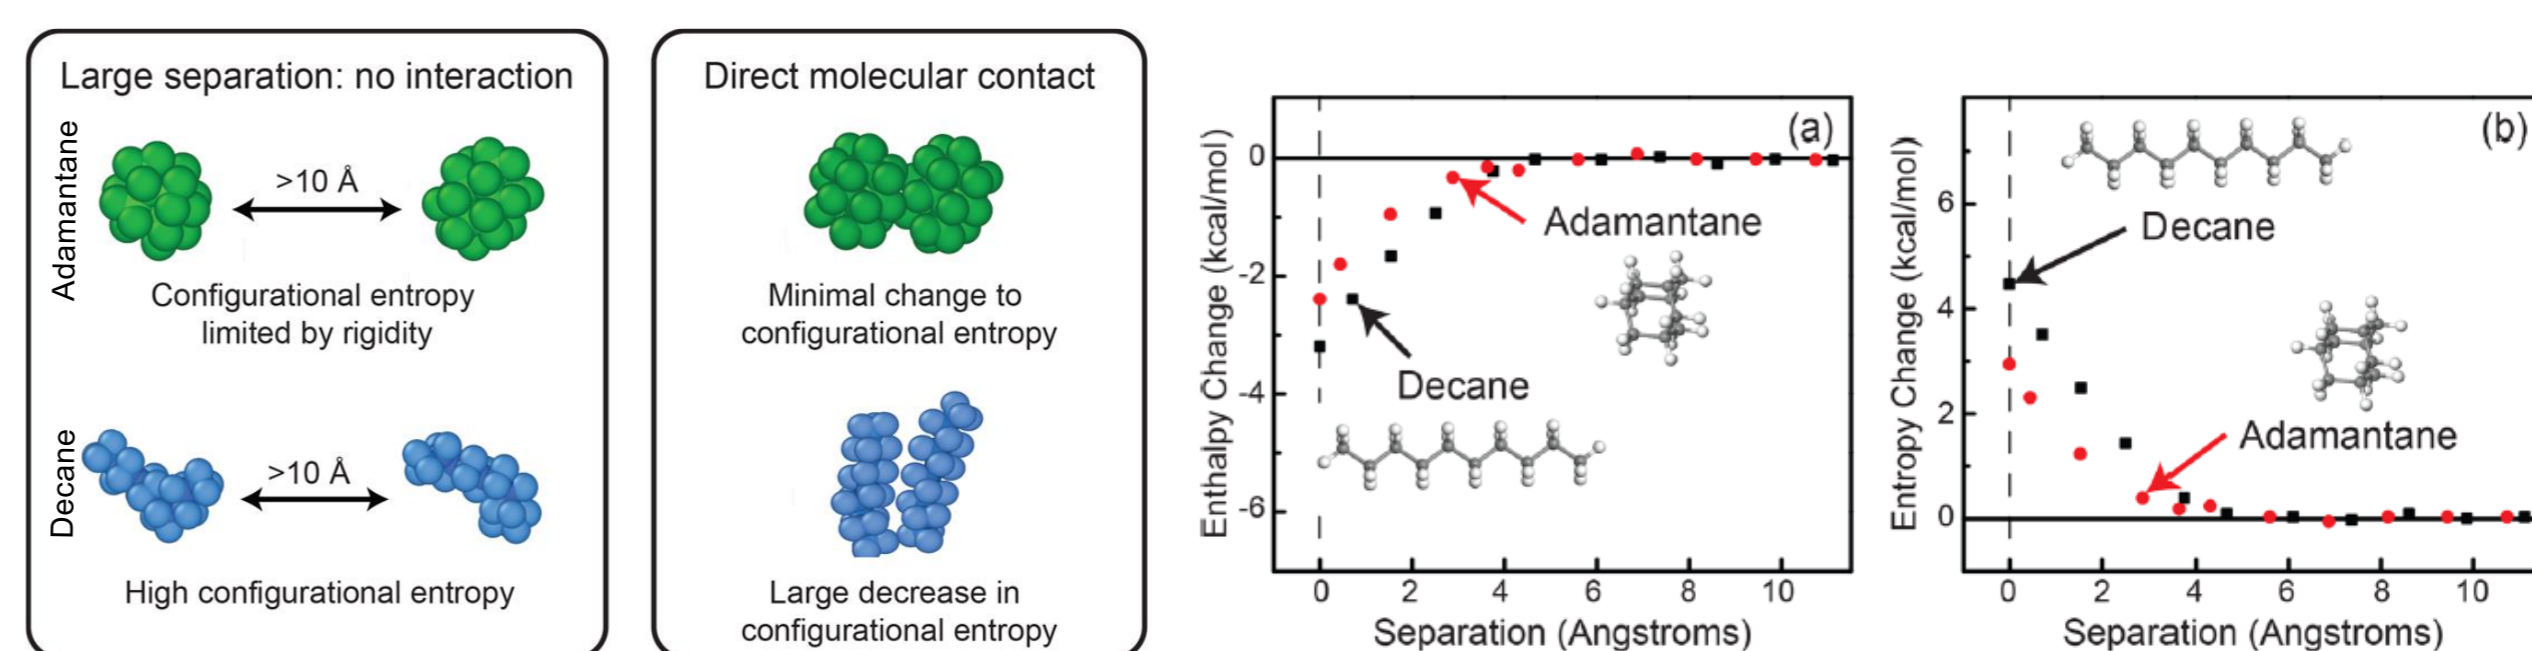 Large separation: no interaction
Adamantane
>10 Å
Configurational entropy
limited by rigidity
Decane
>10 Å
High configurational entropy
Direct molecular contact
Minimal change to
configurational entropy
Large decrease in
configurational entropy
(a)
Enthalpy Change (kcal/mol)
0
-2
-4
-6
Adamantane
Decane
0 2 4 6 8 10
Separation (Angstroms)
(b)
Entropy Change (kcal/mol)
6
4
2
0
Decane
Adamantane
0 2 4 6 8 10
Separation (Angstroms)